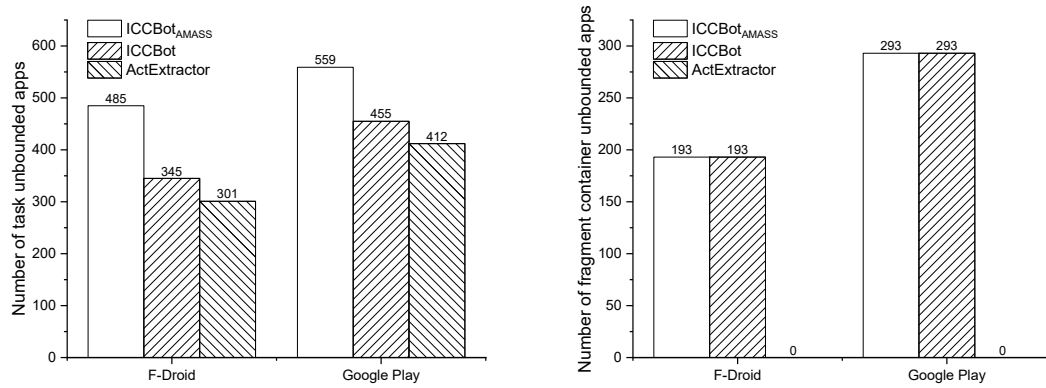 Number of task unbounded apps
600
500
400
300
200
100
0
ICCBot_AMASS
ICCBot
ActExtractor
485
345
301
559
455
412
F-Droid
Google Play
Number of fragment container unbounded apps
300
250
200
150
100
50
0
ICCBot_AMASS
ICCBot
ActExtractor
193
193
0
293
293
0
F-Droid
Google Play